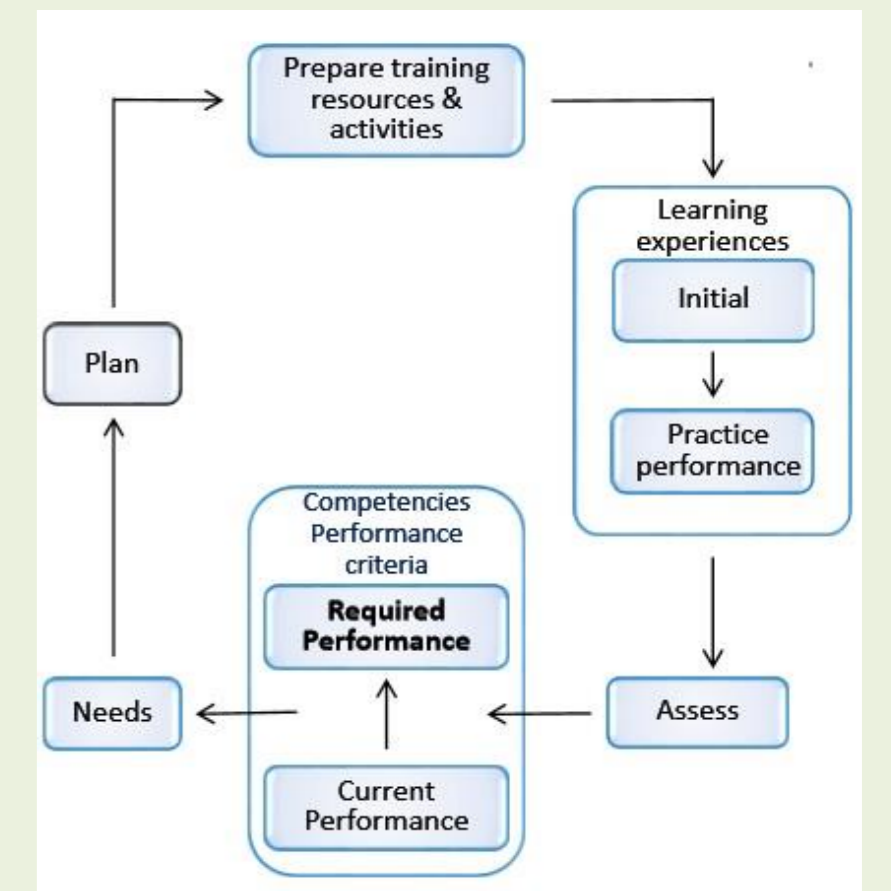 Prepare training
resources &
activities
Learning
experiences
Initial
Plan
Practice
performance
Competencies
Performance
criteria
Required
Performance
Needs
Assess
Current
Performance